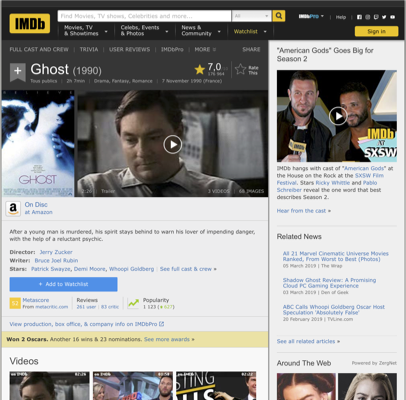 IMDb
Find Movies, TV shows, Celebrities and more...
All
IMDbPro
Help
Movies, TV
& Showtimes
Celebs, Events
& Photos
News &
Community
Watchlist
Sign in
FULL CAST AND CREW | TRIVIA | USER REVIEWS | IMDbPro | MORE
SHARE
Ghost (1990)
7,0
Rate
This
Tous publics | 2h 7min | Drama, Fantasy, Romance | 7 November 1990 (France)
GHOST
Trailer
3 VIDEOS
68 IMAGES
On Disc
at Amazon
After a young man is murdered, his spirit stays behind to warn his lover of impending danger,
with the help of a reluctant psychic.
Director: Jerry Zucker
Writer: Bruce Joel Rubin
Stars: Patrick Swayze, Demi Moore, Whoopi Goldberg | See full cast & crew »
+ Add to Watchlist
Metascore
From metacritic.com
Reviews
261 user | 93 critic
Popularity
View production, box office, & company info on IMDbPro
Won 2 Oscars. Another 16 wins & 23 nominations. See more awards »
Videos
"American Gods" Goes Big for
Season 2
IMDb
AT
SXSW
IMDb hangs with cast of "American Gods" at
the House on the Rock at the SXSW Film
Festival. Stars Ricky Whittle and Pablo
Schreiber reveal the one word that best
describes Season 2.
Hear from the cast »
Related News
All 21 Marvel Cinematic Universe Movies
Ranked, From Worst to Best (Photos)
05 March 2019 | The Wrap
Shadow Ghost Review: A Promising
Cloud PC Gaming Experience
03 March 2019 | Den of Geek
ABC Calls Whoopi Goldberg Oscar Host
Speculation 'Absolutely False'
20 February 2019 | TVLine.com
See all related articles »
Around The Web
Powered by ZergNet